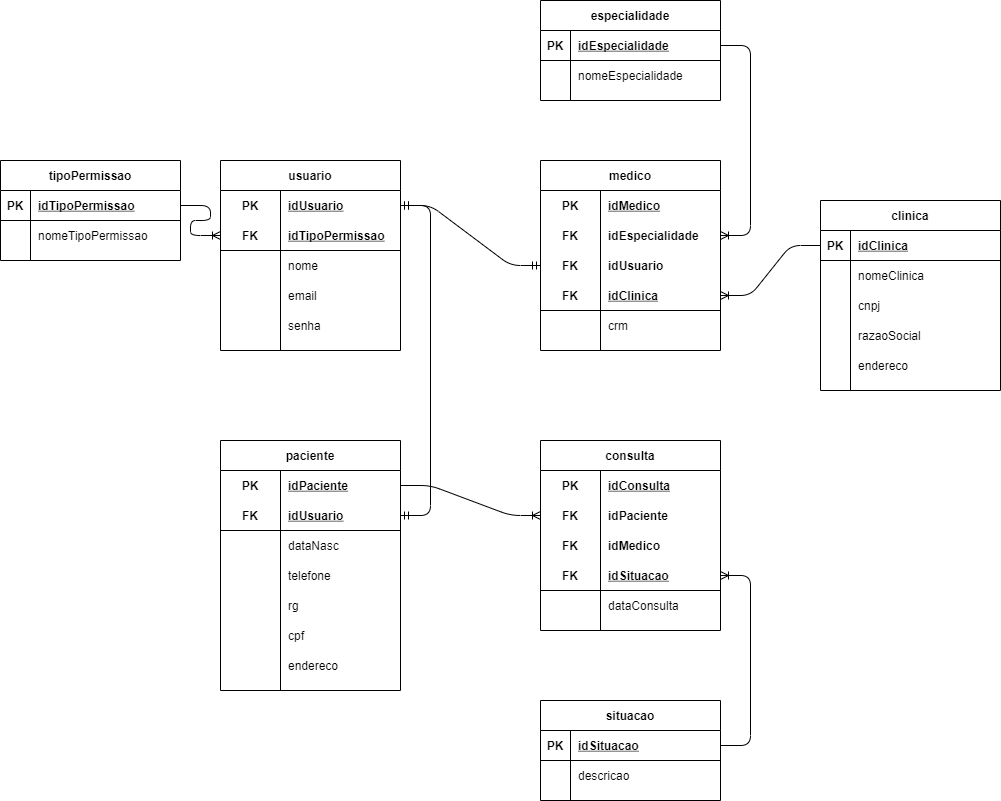 especialidade
PK idEspecialidade
nomeEspecialidade
tipoPermissao
PK idTipoPermissao
nomeTipoPermissao
usuario
PK idUsuario
FK idTipoPermissao
nome
email
senha
medico
PK idMedico
FK idEspecialidade
FK idUsuario
FK idClinica
crm
clinica
PK idClinica
nomeClinica
cnpj
razaoSocial
endereco
paciente
PK idPaciente
FK idUsuario
dataNasc
telefone
rg
cpf
endereco
consulta
PK idConsulta
FK idPaciente
FK idMedico
FK idSituacao
dataConsulta
situacao
PK idSituacao
descricao